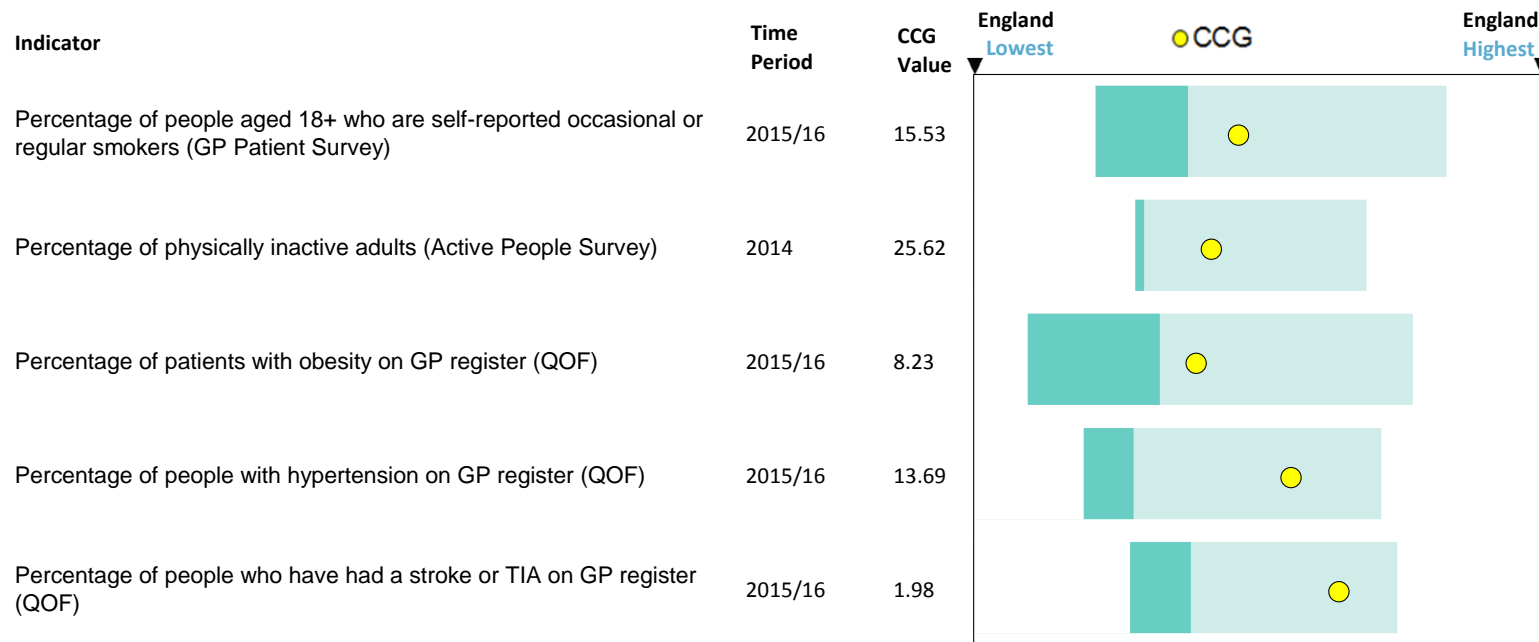 Indicator
Time
Period
CCG
Value
England
Lowest
CCG
England
Highest
Percentage of people aged 18+ who are self-reported occasional or
regular smokers (GP Patient Survey)
2015/16
15.53
Percentage of physically inactive adults (Active People Survey)
2014
25.62
Percentage of patients with obesity on GP register (QOF)
2015/16
8.23
Percentage of people with hypertension on GP register (QOF)
2015/16
13.69
Percentage of people who have had a stroke or TIA on GP register
(QOF)
2015/16
1.98